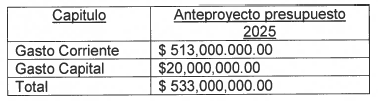 Capitulo Anteproyecto presupuesto
2025
Gasto Corriente $ 513,000.000.00
Gasto Capital $20,000,000.00
Total $ 533,000,000.00